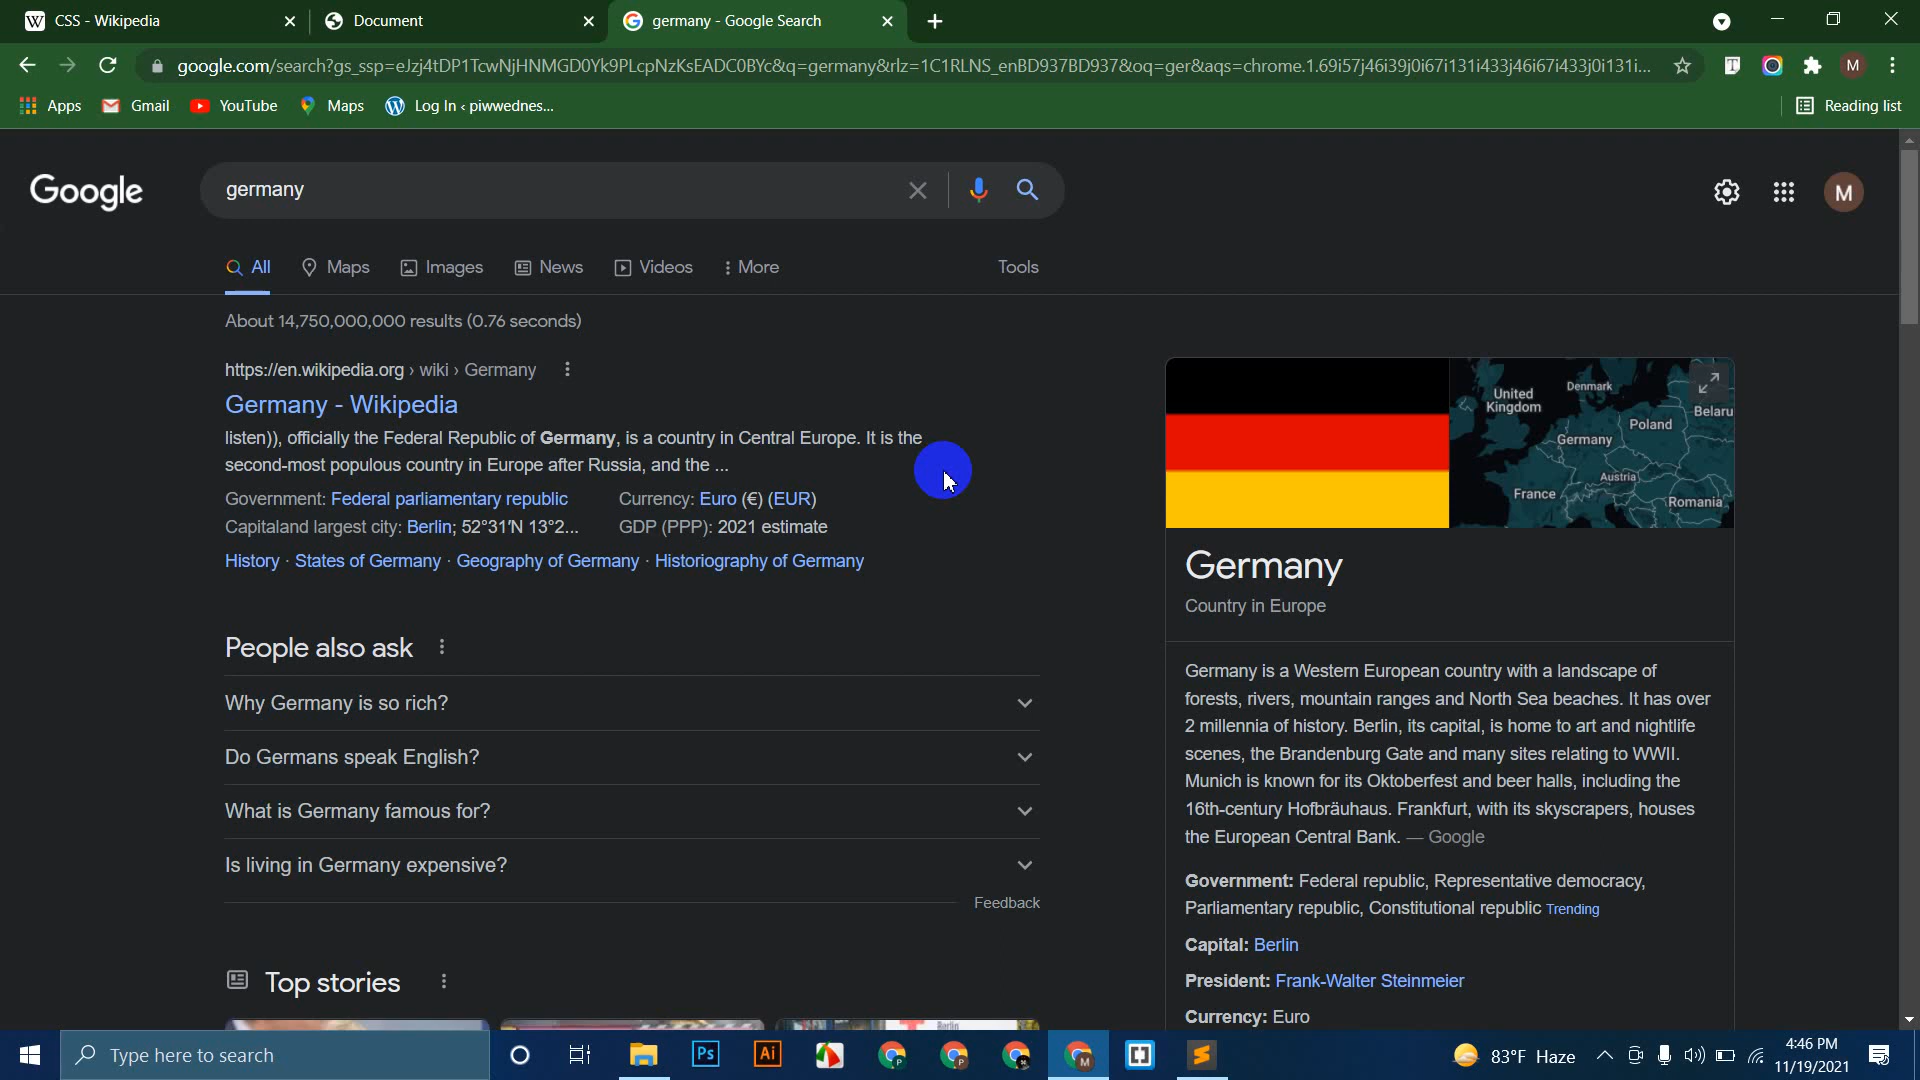 CSS - Wikipedia
Document
germany - Google Search
google.com/search?gs_ssp=eJzj4tDP1TcwNjHNMGD0Yk9PLcpNzKsEADC0BYc&q=germany&rlz=1C1RLNS_enBD937BD937&oq=ger&aqs=chrome.1.69i57j46i39j0i67i131i433j46i67i433j0i131i...
M
Apps
Gmail
YouTube
Maps
Log In ‹ piwwednes...
Reading list
Google
germany
M
All
Maps
Images
News
Videos
More
Tools
About 14,750,000,000 results (0.76 seconds)
https://en.wikipedia.org › wiki › Germany
Germany - Wikipedia
listen)), officially the Federal Republic of Germany, is a country in Central Europe. It is the
second-most populous country in Europe after Russia, and the ...
Government: Federal parliamentary republic
Currency: Euro (€) (EUR)
Capitaland largest city: Berlin; 52°31′N 13°2...
GDP (PPP): 2021 estimate
History · States of Germany · Geography of Germany · Historiography of Germany
People also ask
Why Germany is so rich?
Do Germans speak English?
What is Germany famous for?
Is living in Germany expensive?
Feedback
Top stories
United
Kingdom
Denmark
Belaru
Poland
Germany
Austria
France
Romania
Germany
Country in Europe
Germany is a Western European country with a landscape of
forests, rivers, mountain ranges and North Sea beaches. It has over
2 millennia of history. Berlin, its capital, is home to art and nightlife
scenes, the Brandenburg Gate and many sites relating to WWII.
Munich is known for its Oktoberfest and beer halls, including the
16th-century Hofbräuhaus. Frankfurt, with its skyscrapers, houses
the European Central Bank. — Google
Government: Federal republic, Representative democracy,
Parliamentary republic, Constitutional republic Trending
Capital: Berlin
President: Frank-Walter Steinmeier
Currency: Euro
Type here to search
Ps
Ai
83°F Haze
4:46 PM
11/19/2021